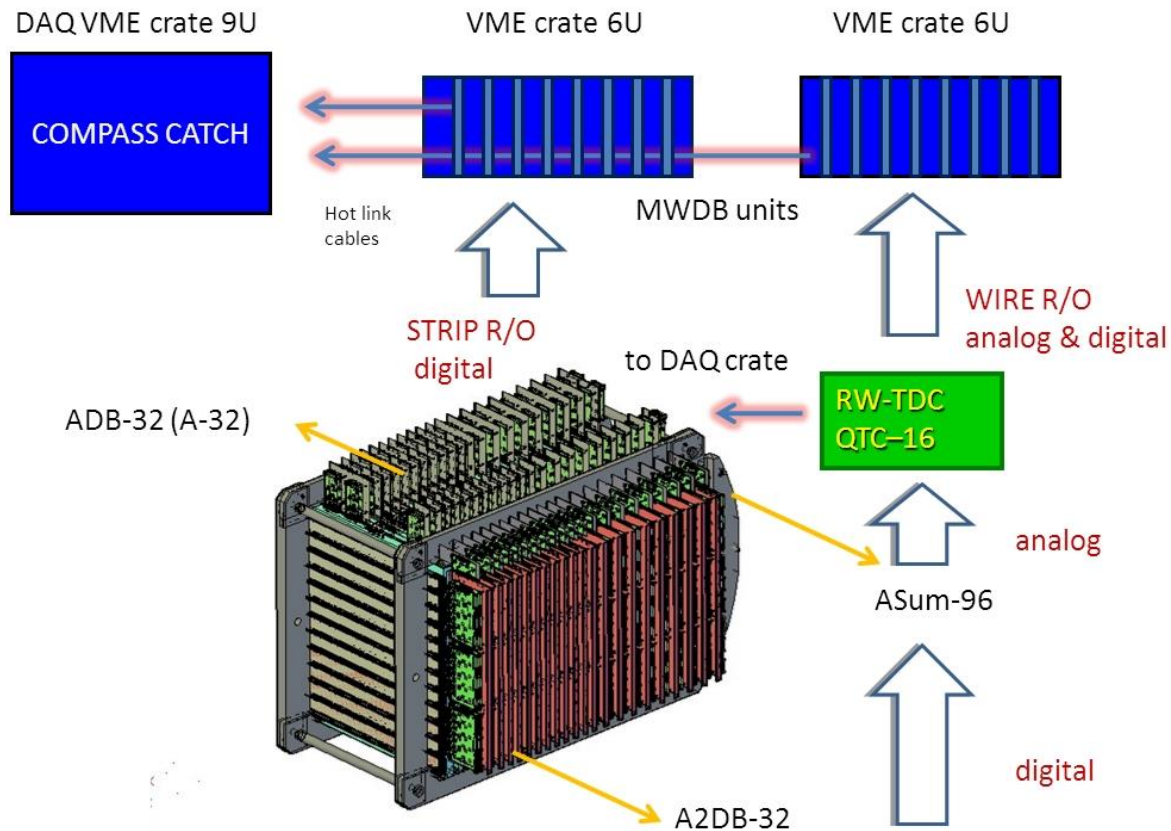 DAQ VME crate 9U
VME crate 6U
VME crate 6U
COMPASS CATCH
Hot link
cables
MWDB units
STRIP R/O
digital
WIRE R/O
analog & digital
to DAQ crate
RW-TDC
QTC–16
ADB-32 (A-32)
analog
ASum-96
digital
A2DB-32